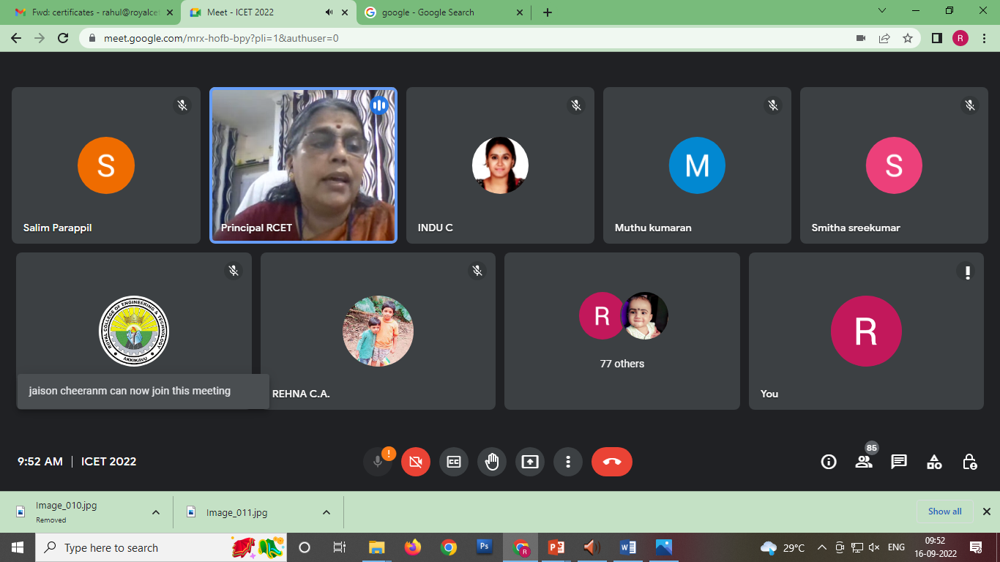 Fwd: certificates - rahul@royalcet
Meet - ICET 2022
google - Google Search
meet.google.com/mrx-hofb-bpy?pli=1&authuser=0
R
S
Salim Parappil
Principal RCET
INDU C
M
Muthu kumaran
S
Smitha sreekumar
ROYAL COLLEGE OF ENGINEERING & TECHNOLOGY
AKKIKAVU
jaison cheeranm can now join this meeting
REHNA C.A.
R
77 others
R
You
9:52 AM | ICET 2022
CC
85
Image_010.jpg
Removed
Image_011.jpg
Show all
Type here to search
Ps
R
P
W
29°C
ENG
09:52
16-09-2022